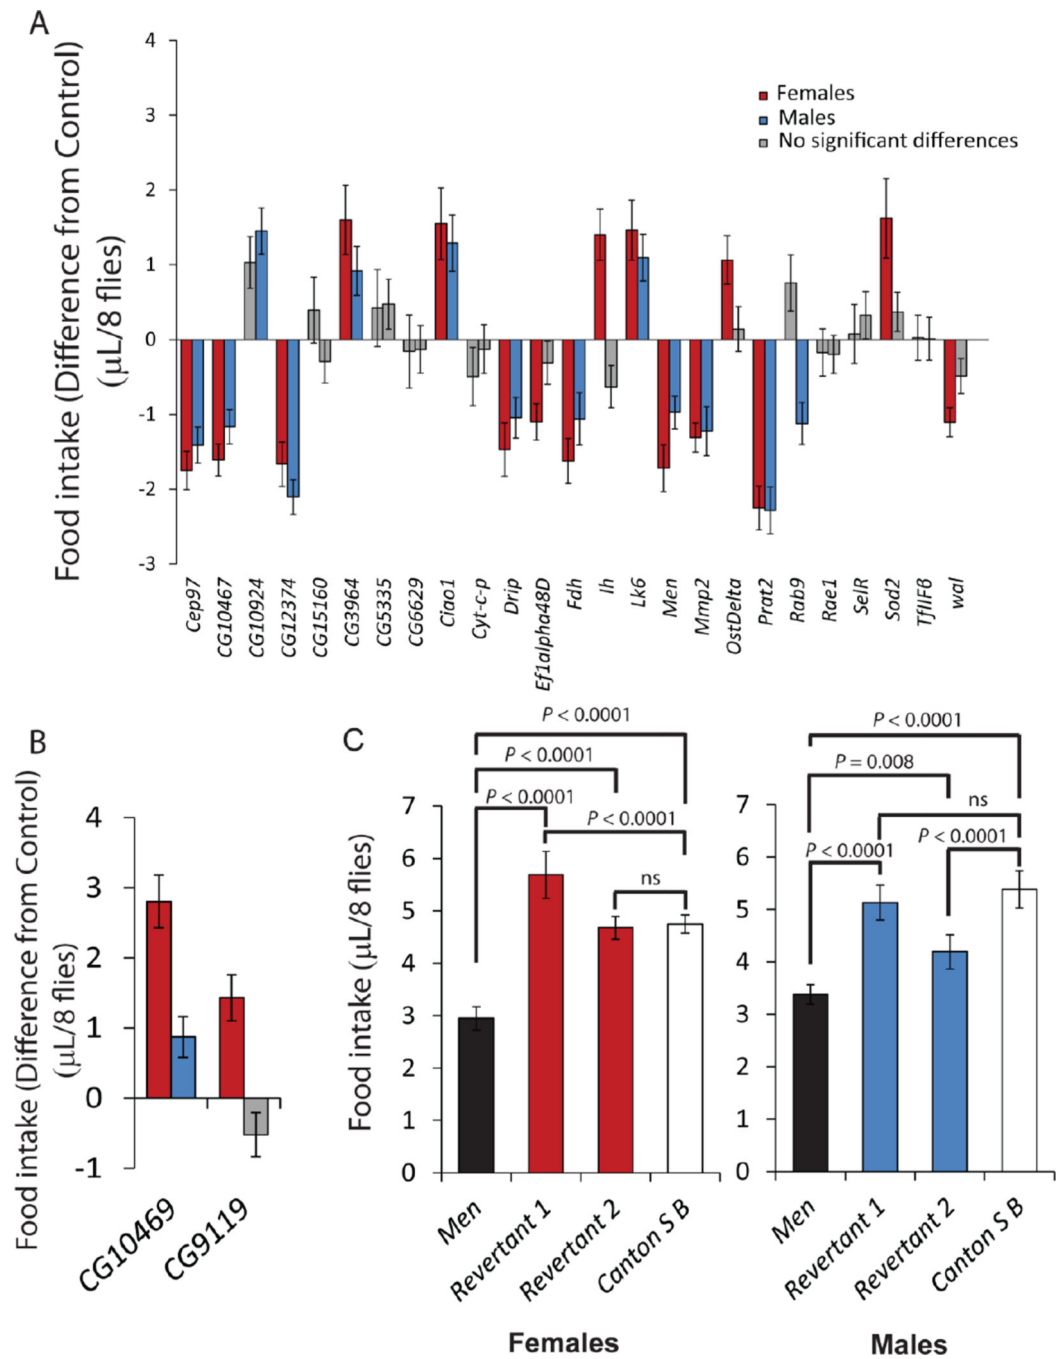 A
Food intake (Difference from Control)
(µL/8 flies)
4
3
2
1
0
-1
-2
-3
Females
Males
No significant differences
Cep97
CG10467
CG10924
CG12374
CG15160
CG3964
CG5335
CG6629
Ciao1
Cyt-c-p
Drip
Ef1alpha48D
Fdh
Ih
Lk6
Men
Mmp2
OstDelta
Prat2
Rab9
Rae1
SelR
Sod2
TfIIFß
wal
B
Food intake (Difference from Control)
(µL/8 flies)
4
3
2
1
0
-1
CG10469
CG9119
C
Food intake (µL/8 flies)
7
6
5
4
3
2
1
0
P < 0.0001
P < 0.0001
P < 0.0001
P < 0.0001
ns
Men
Revertant 1
Revertant 2
Canton S B
Females
7
6
5
4
3
2
1
0
P < 0.0001
P = 0.008
ns
P < 0.0001
P < 0.0001
Men
Revertant 1
Revertant 2
Canton S B
Males